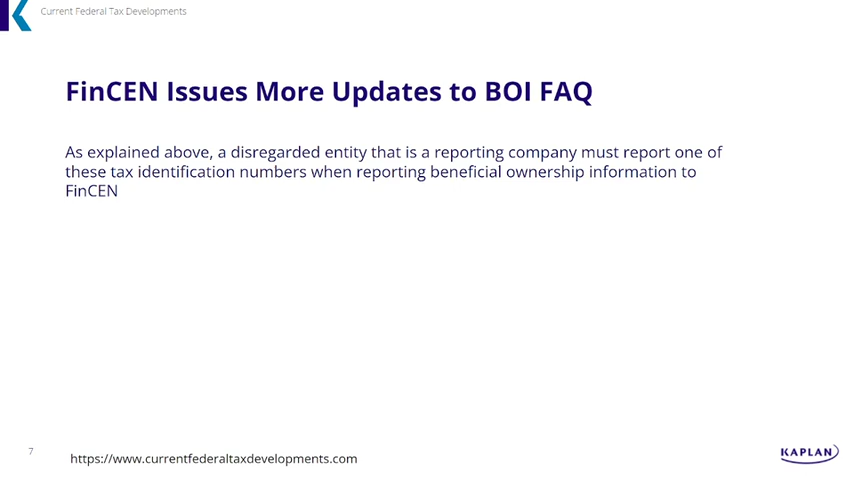 Current Federal Tax Developments
FinCEN Issues More Updates to BOI FAQ
As explained above, a disregarded entity that is a reporting company must report one of
these tax identification numbers when reporting beneficial ownership information to
FinCEN
7
https://www.currentfederaltaxdevelopments.com
KAPLAN